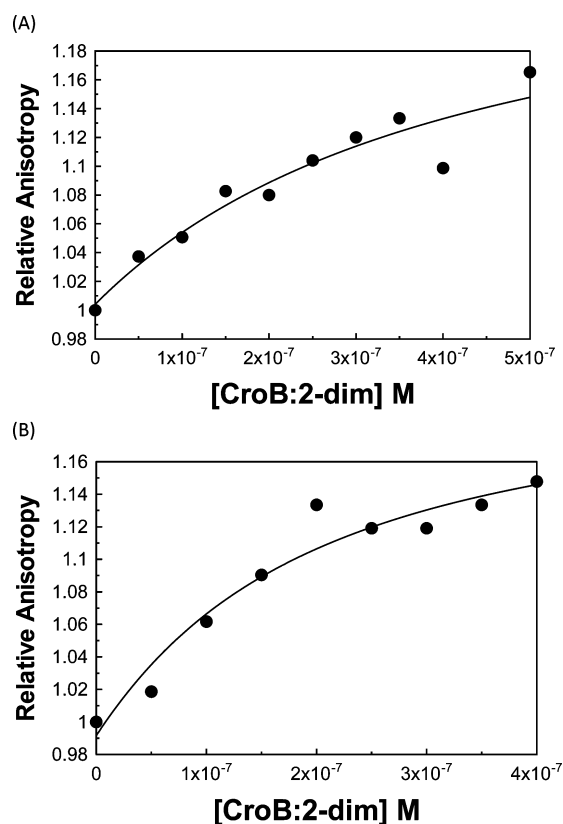 (A)
1.18
1.16
1.14
1.12
1.1
1.08
1.06
1.04
1.02
1
0.98
Relative Anisotropy
0 1x10-7 2x10-7 3x10-7 4x10-7 5x10-7
[CroB:2-dim] M
(B)
1.16
1.14
1.12
1.1
1.08
1.06
1.04
1.02
1
0.98
Relative Anisotropy
0 1x10-7 2x10-7 3x10-7 4x10-7
[CroB:2-dim] M